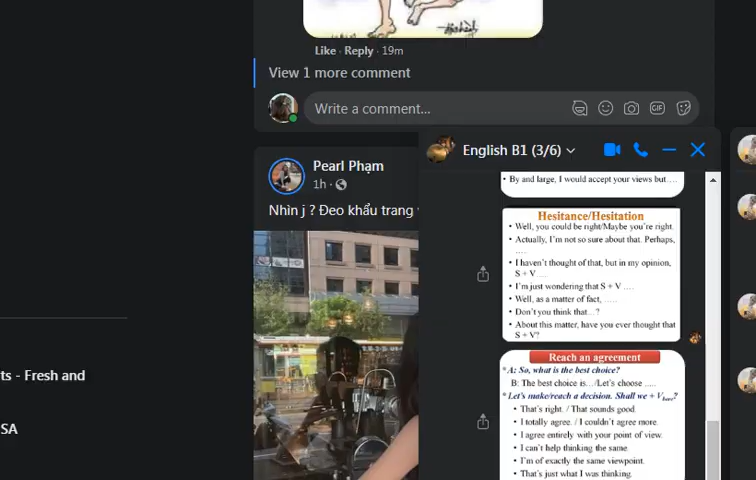 Like · Reply · 19m
View 1 more comment
Write a comment...
GIF
Pearl Phạm
1h ·
Nhìn j ? Đeo khẩu trang
ts - Fresh and
SA
English B1 (3/6)
• By and large, I would accept your views but....
Hesitance/Hesitation
• Well, you could be right/Maybe you're right.
• Actually, I'm not so sure about that. Perhaps,
....
• I haven't thought of that, but in my opinion,
S + V ....
• I'm just wondering that S + V ....
• Well, as a matter of fact, .....
• Don't you think that...?
• About this matter, have you ever thought that
S + V?
Reach an agreement
*A: So, what is the best choice?
B: The best choice is.../Let's choose .....
*Let's make/reach a decision. Shall we + Vbare?
• That's right. / That sounds good.
• I totally agree. / I couldn't agree more.
• I agree entirely with your point of view.
• I can't help thinking the same.
• I'm of exactly the same viewpoint.
• That's just what I was thinking.